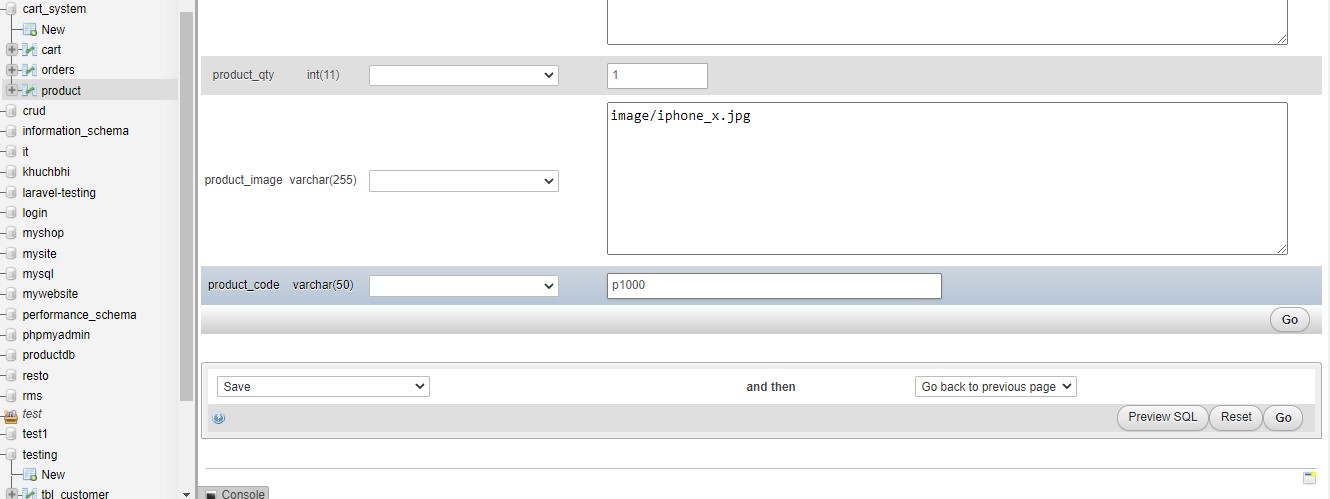 cart_system
New
cart
orders
product
crud
information_schema
it
khuchbhi
laravel-testing
login
myshop
mysite
mysql
mywebsite
performance_schema
phpmyadmin
productdb
resto
rms
test
test1
testing
New
tbl_customer
product_qty int(11) 1
product_image varchar(255) image/iphone_x.jpg
product_code varchar(50) p1000
Go
Save and then Go back to previous page
Preview SQL Reset Go
Console